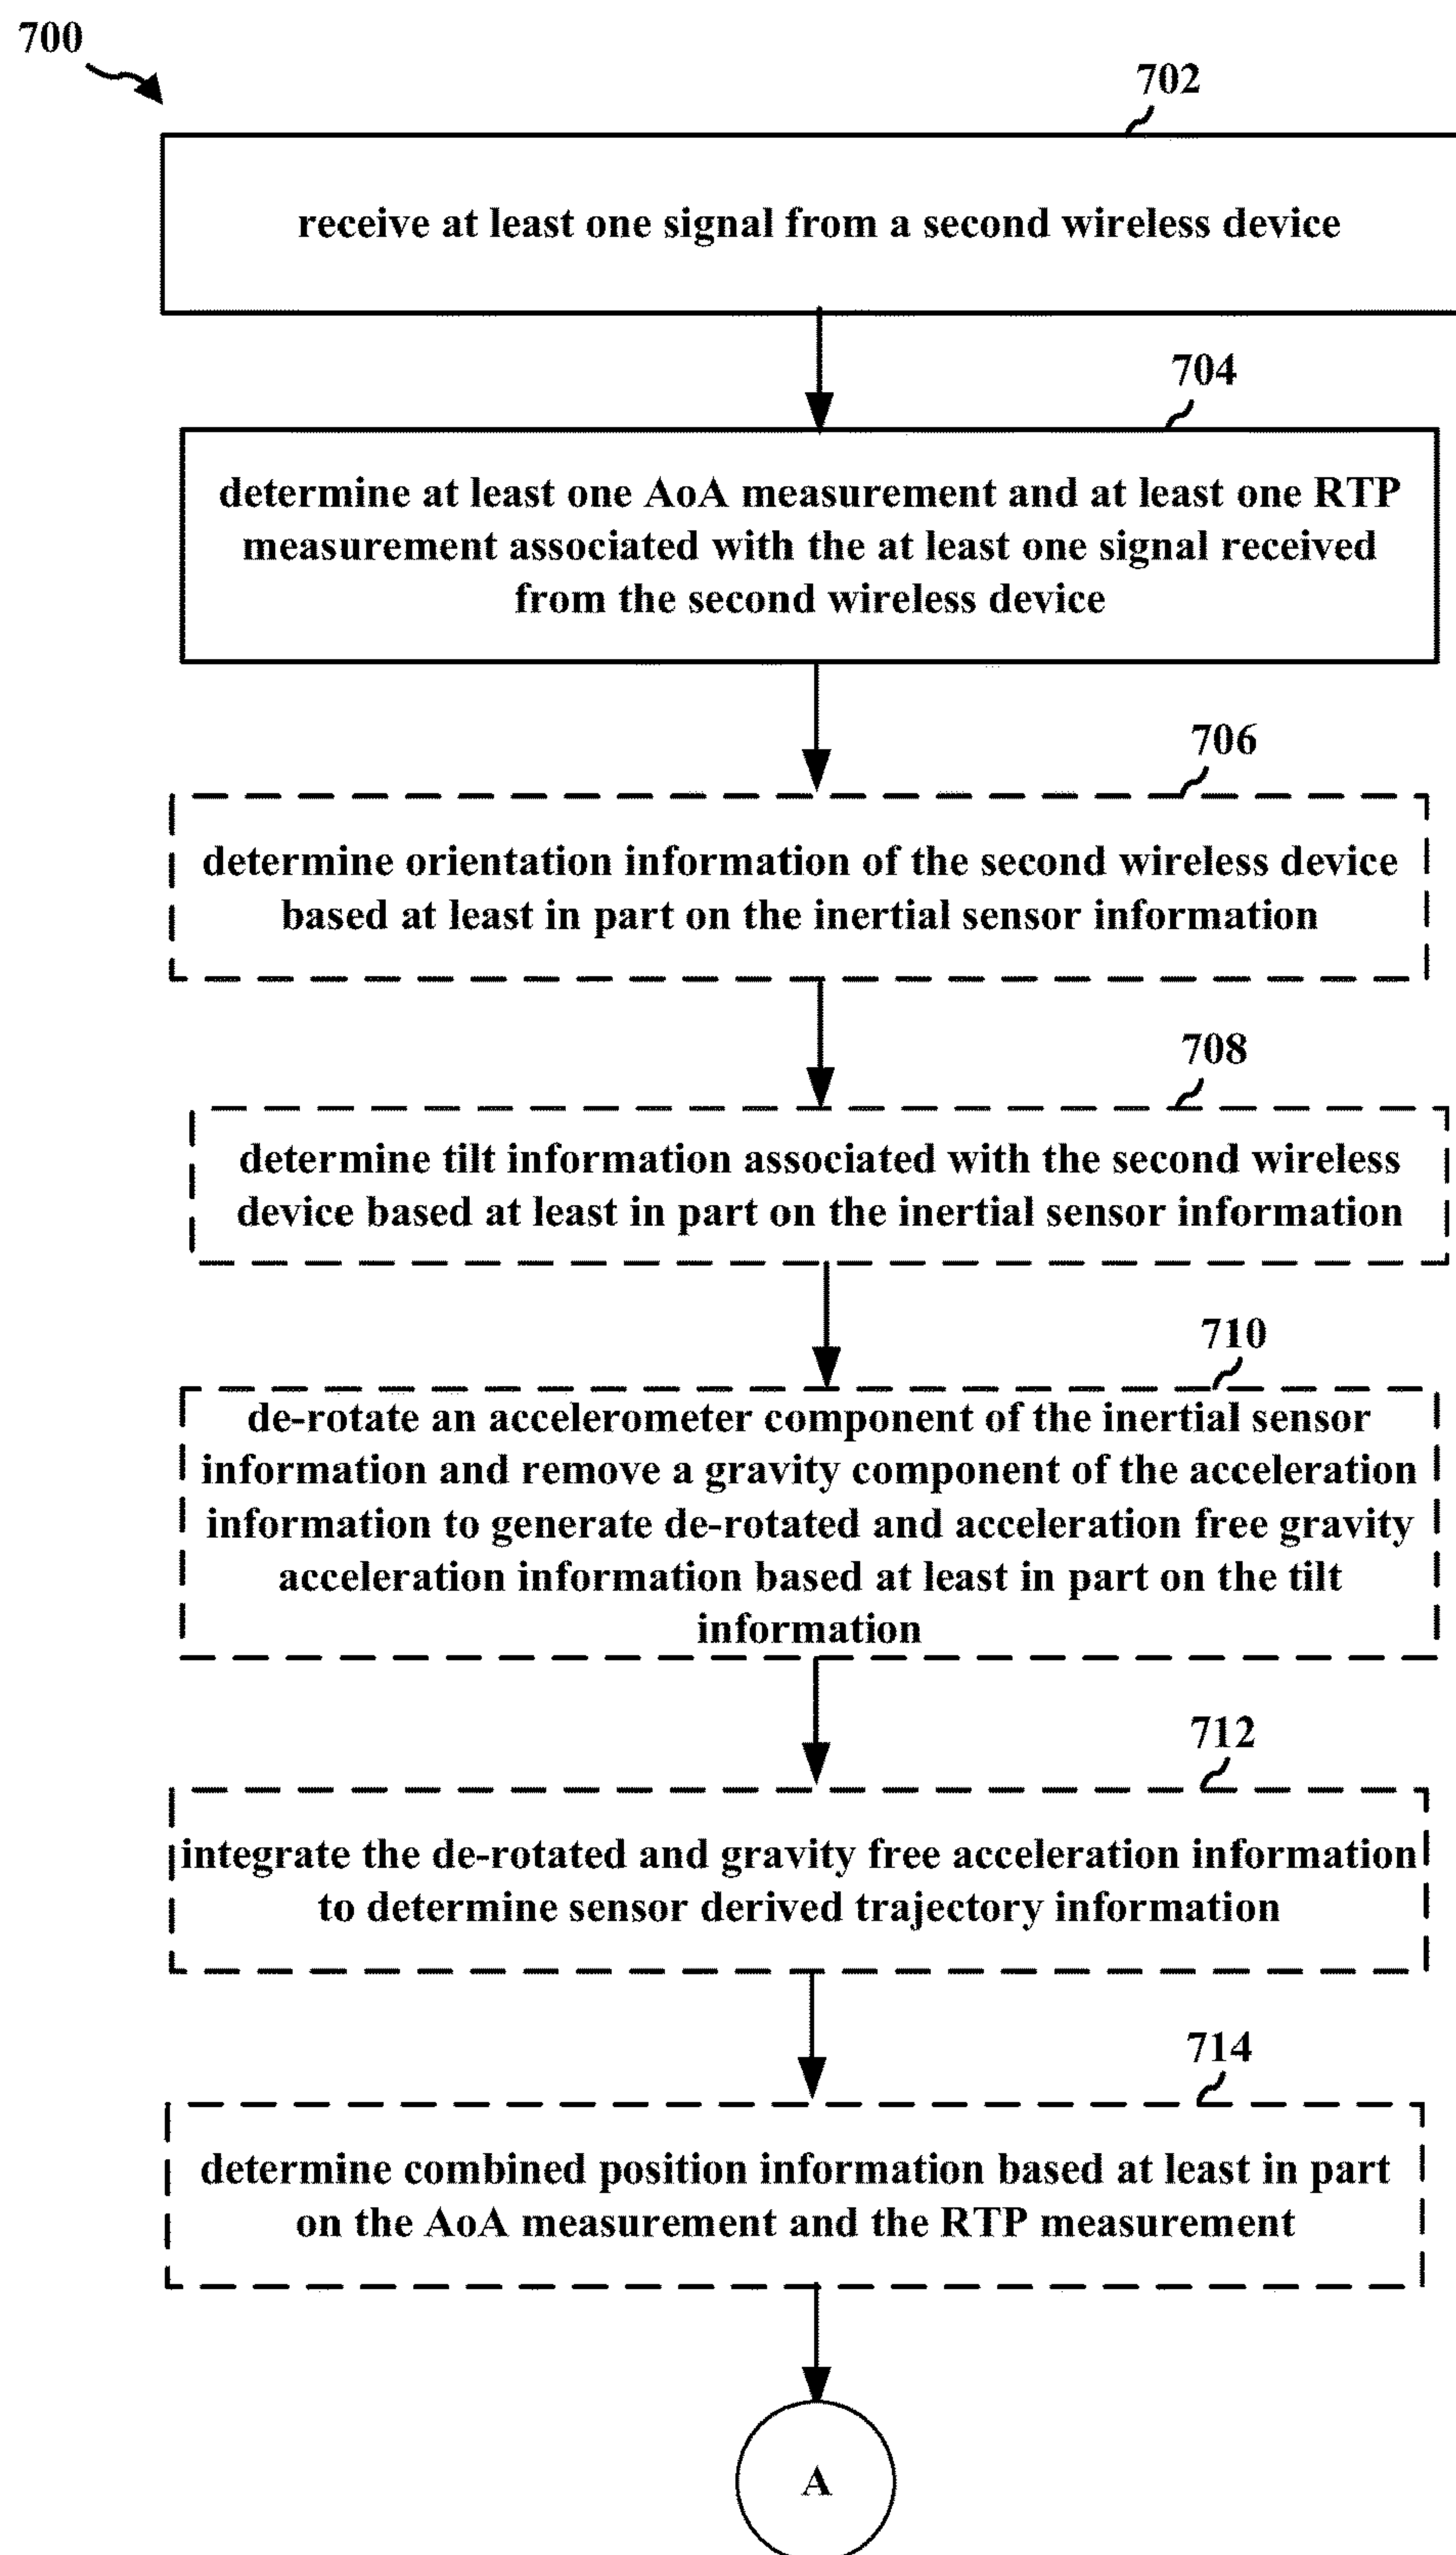 700
702
receive at least one signal from a second wireless device
704
determine at least one AoA measurement and at least one RTP
measurement associated with the at least one signal received
from the second wireless device
706
determine orientation information of the second wireless device
based at least in part on the inertial sensor information
708
determine tilt information associated with the second wireless
device based at least in part on the inertial sensor information
710
de-rotate an accelerometer component of the inertial sensor
information and remove a gravity component of the acceleration
information to generate de-rotated and acceleration free gravity
acceleration information based at least in part on the tilt
information
712
integrate the de-rotated and gravity free acceleration information
to determine sensor derived trajectory information
714
determine combined position information based at least in part
on the AoA measurement and the RTP measurement
A